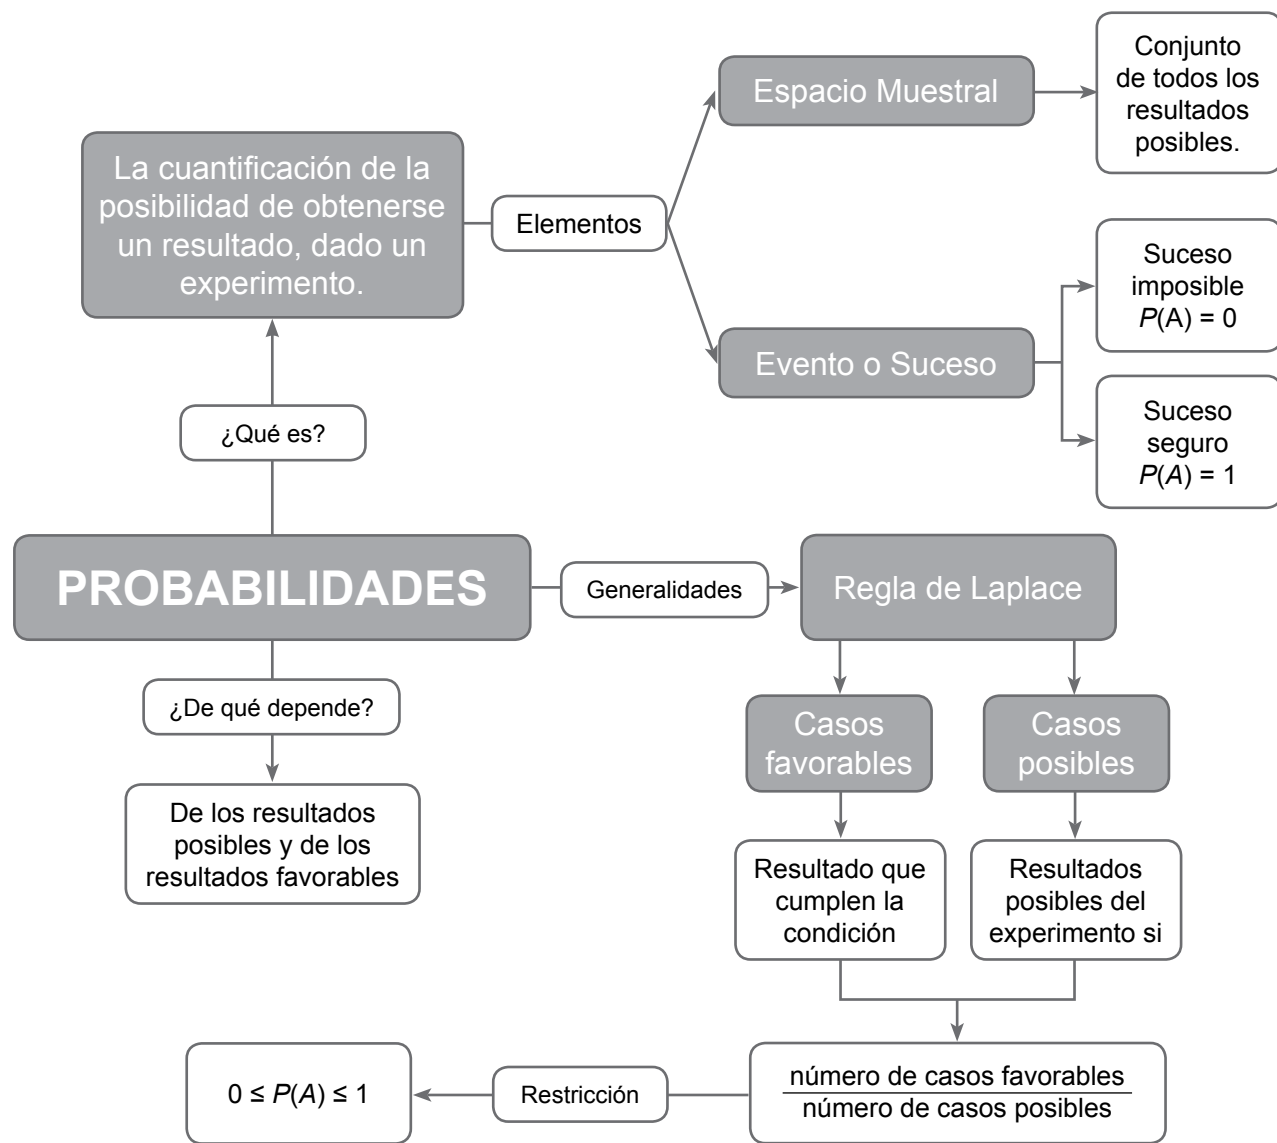 Conjunto
de todos los
resultados
posibles.
Espacio Muestral
La cuantificación de la
posibilidad de obtenerse
un resultado, dado un
experimento.
Elementos
Suceso
imposible
P(A) = 0
Evento o Suceso
Suceso
seguro
P(A) = 1
¿Qué es?
PROBABILIDADES
Generalidades
Regla de Laplace
¿De qué depende?
De los resultados
posibles y de los
resultados favorables
Casos
favorables
Casos
posibles
Resultado que
cumplen la
condición
Resultados
posibles del
experimento si
número de casos favorables
número de casos posibles
Restricción
0 ≤ P(A) ≤ 1